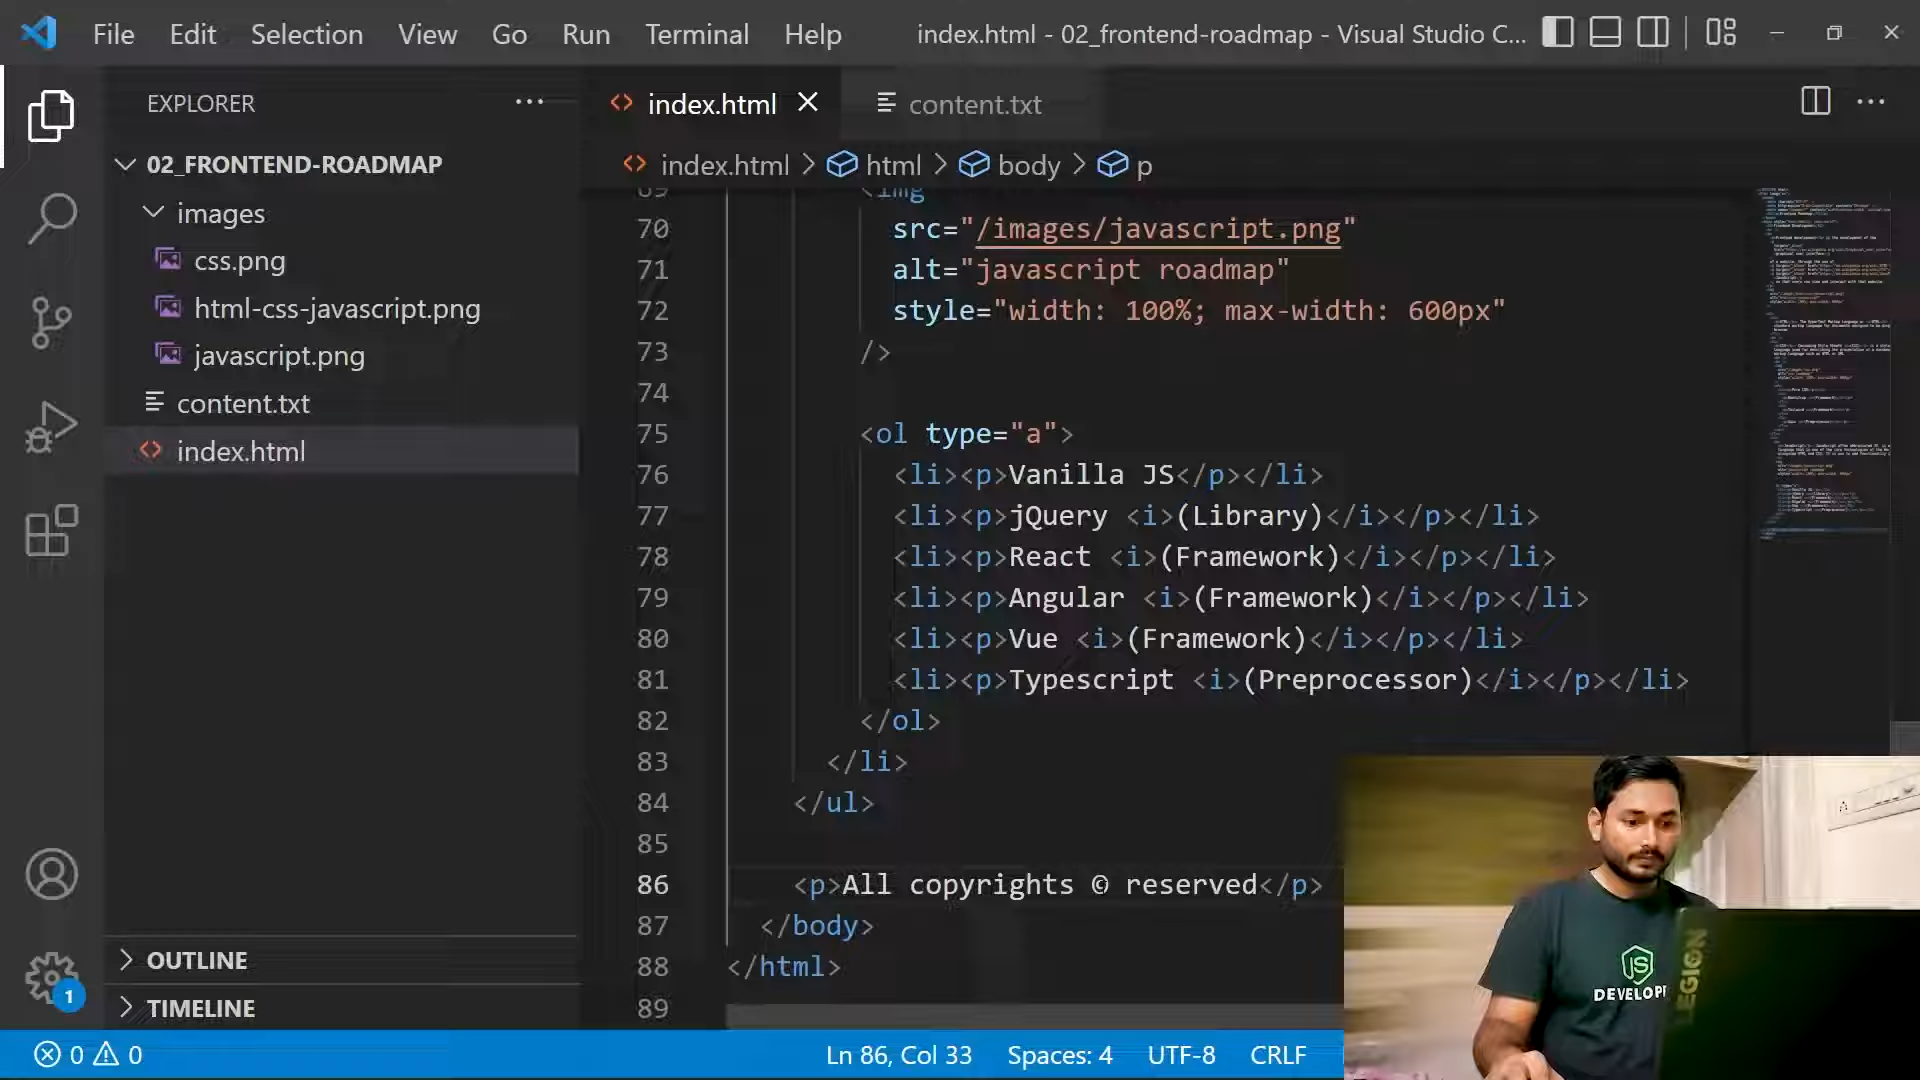 File Edit Selection View Go Run Terminal Help index.html - 02_frontend-roadmap - Visual Studio C...
EXPLORER
02_FRONTEND-ROADMAP
images
css.png
html-css-javascript.png
javascript.png
content.txt
index.html
OUTLINE
TIMELINE
index.html content.txt
index.html > html > body > p
69 <img
70 src="/images/javascript.png"
71 alt="javascript roadmap"
72 style="width: 100%; max-width: 600px"
73 />
74
75 <ol type="a">
76 <li><p>Vanilla JS</p></li>
77 <li><p>jQuery <i>(Library)</i></p></li>
78 <li><p>React <i>(Framework)</i></p></li>
79 <li><p>Angular <i>(Framework)</i></p></li>
80 <li><p>Vue <i>(Framework)</i></p></li>
81 <li><p>Typescript <i>(Preprocessor)</i></p></li>
82 </ol>
83 </li>
84 </ul>
85
86 <p>All copyrights © reserved</p>
87 </body>
88 </html>
89
1
0 0 Ln 86, Col 33 Spaces: 4 UTF-8 CRLF
JS
DEVELOP
LEGION